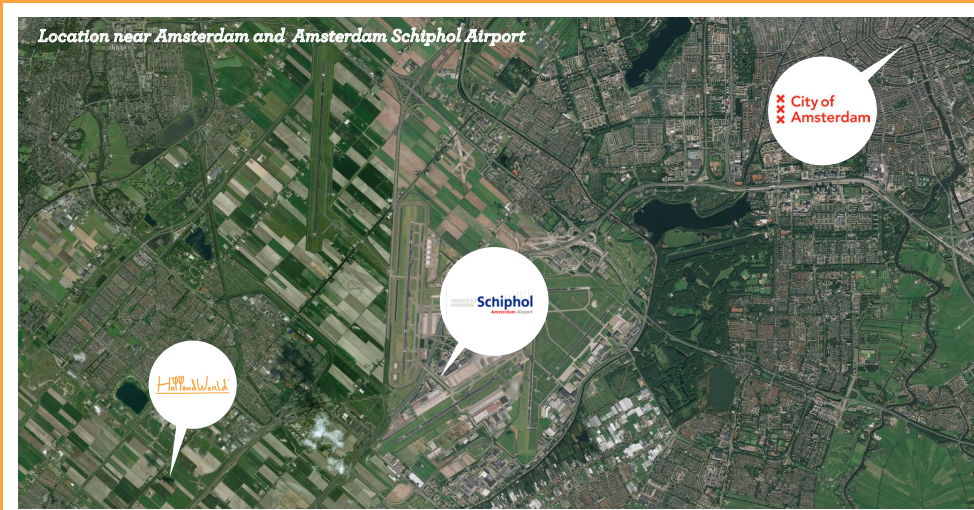 Location near Amsterdam and Amsterdam Schiphol Airport
City of
Amsterdam
Schiphol
Amsterdam Airport
HollandWorld